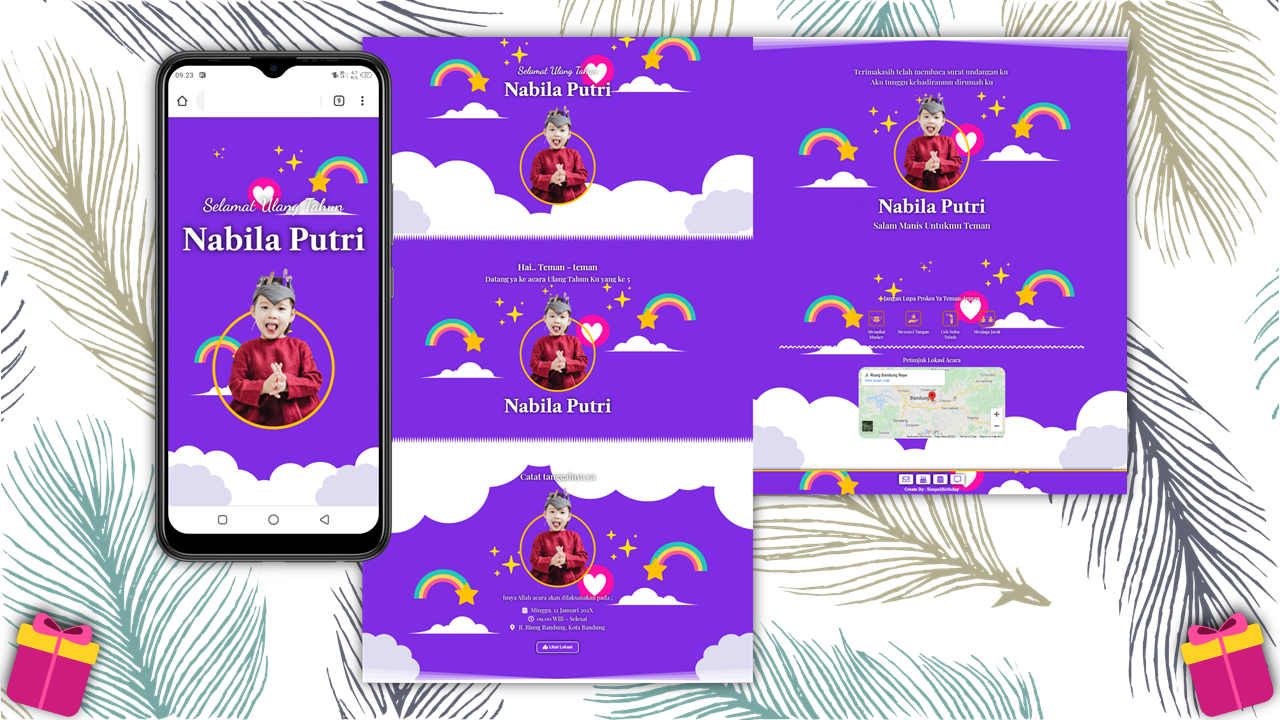 09.23
4.7
K/s
9
Selamat Ulang Tahun
Nabila Putri
Selamat Ulang Tahun
Nabila Putri
Hai.. Teman - teman
Datang ya ke acara Ulang Tahun Ku yang ke 5
Nabila Putri
Catat tanggalnya ya
Insya Allah acara akan dilaksanakan pada :
Minggu, 12 Januari 202X
09.00 WIB - Selesai
Jl. Riung Bandung, Kota Bandung
Lihat Lokasi
Terimakasih telah membaca surat undangan ku
Aku tunggu kehadiranmu dirumah ku
Nabila Putri
Salam Manis Untukmu Teman
Jangan Lupa Prokes Ya Teman-teman
Memakai Masker
Mencuci Tangan
Cek Suhu Tubuh
Menjaga Jarak
Petunjuk Lokasi Acara
Jl. Riung Bandung Raya
View larger map
Bandung
+
−
Create By : SimpelBirthday